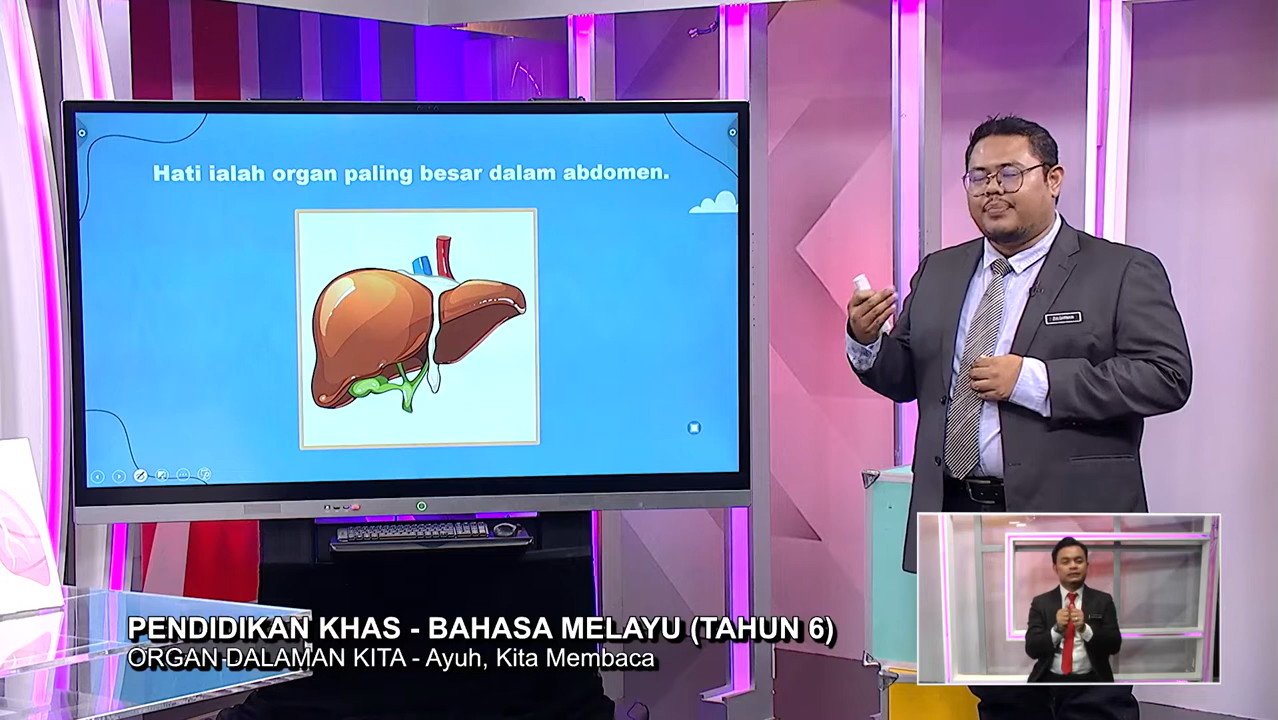 Hati ialah organ paling besar dalam abdomen.
PENDIDIKAN KHAS - BAHASA MELAYU (TAHUN 6)
ORGAN DALAMAN KITA - Ayuh, Kita Membaca